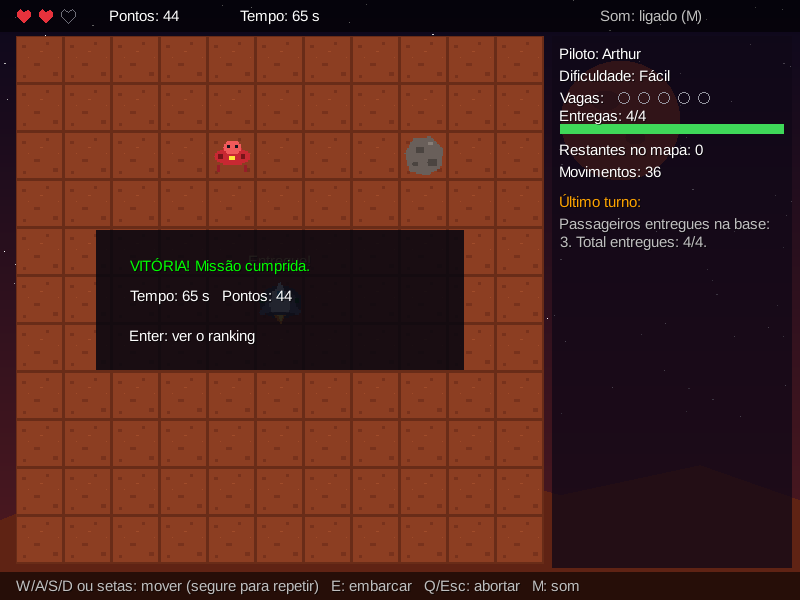 Pontos: 44 Tempo: 65 s Som: ligado (M)
Piloto: Arthur
Dificuldade: Fácil
Vagas:
Entregas: 4/4
Restantes no mapa: 0
Movimentos: 36
Último turno:
Passageiros entregues na base:
3. Total entregues: 4/4.
VITÓRIA! Missão cumprida.
Tempo: 65 s Pontos: 44
Enter: ver o ranking
W/A/S/D ou setas: mover (segure para repetir) E: embarcar Q/Esc: abortar M: som